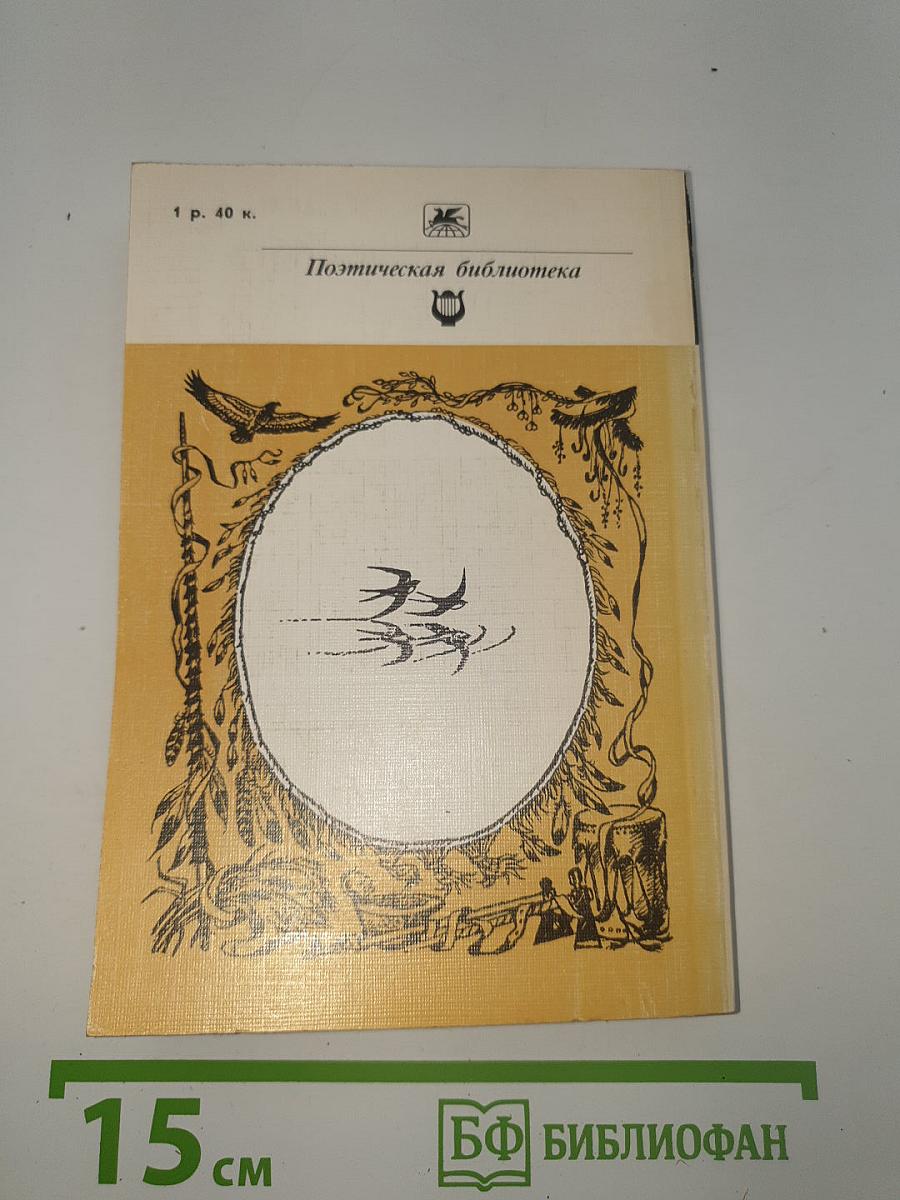 1 р. 40 к.
Поэтическая библиотека
15 см
БФ БИБЛИОФАН